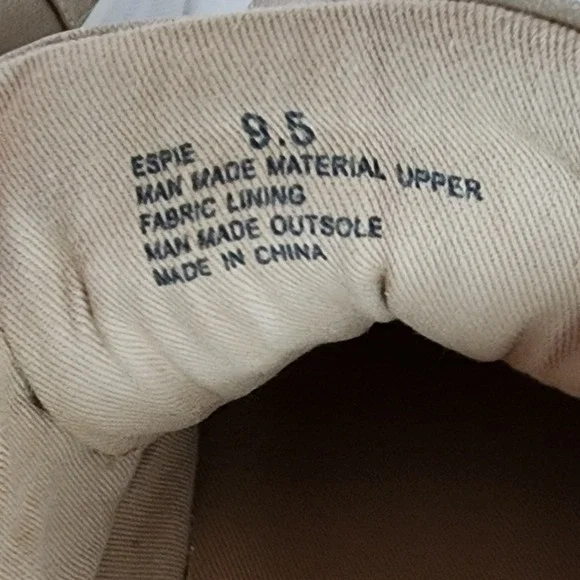 ESPIE 9.5
MAN MADE MATERIAL UPPER
FABRIC LINING
MAN MADE OUTSOLE
MADE IN CHINA